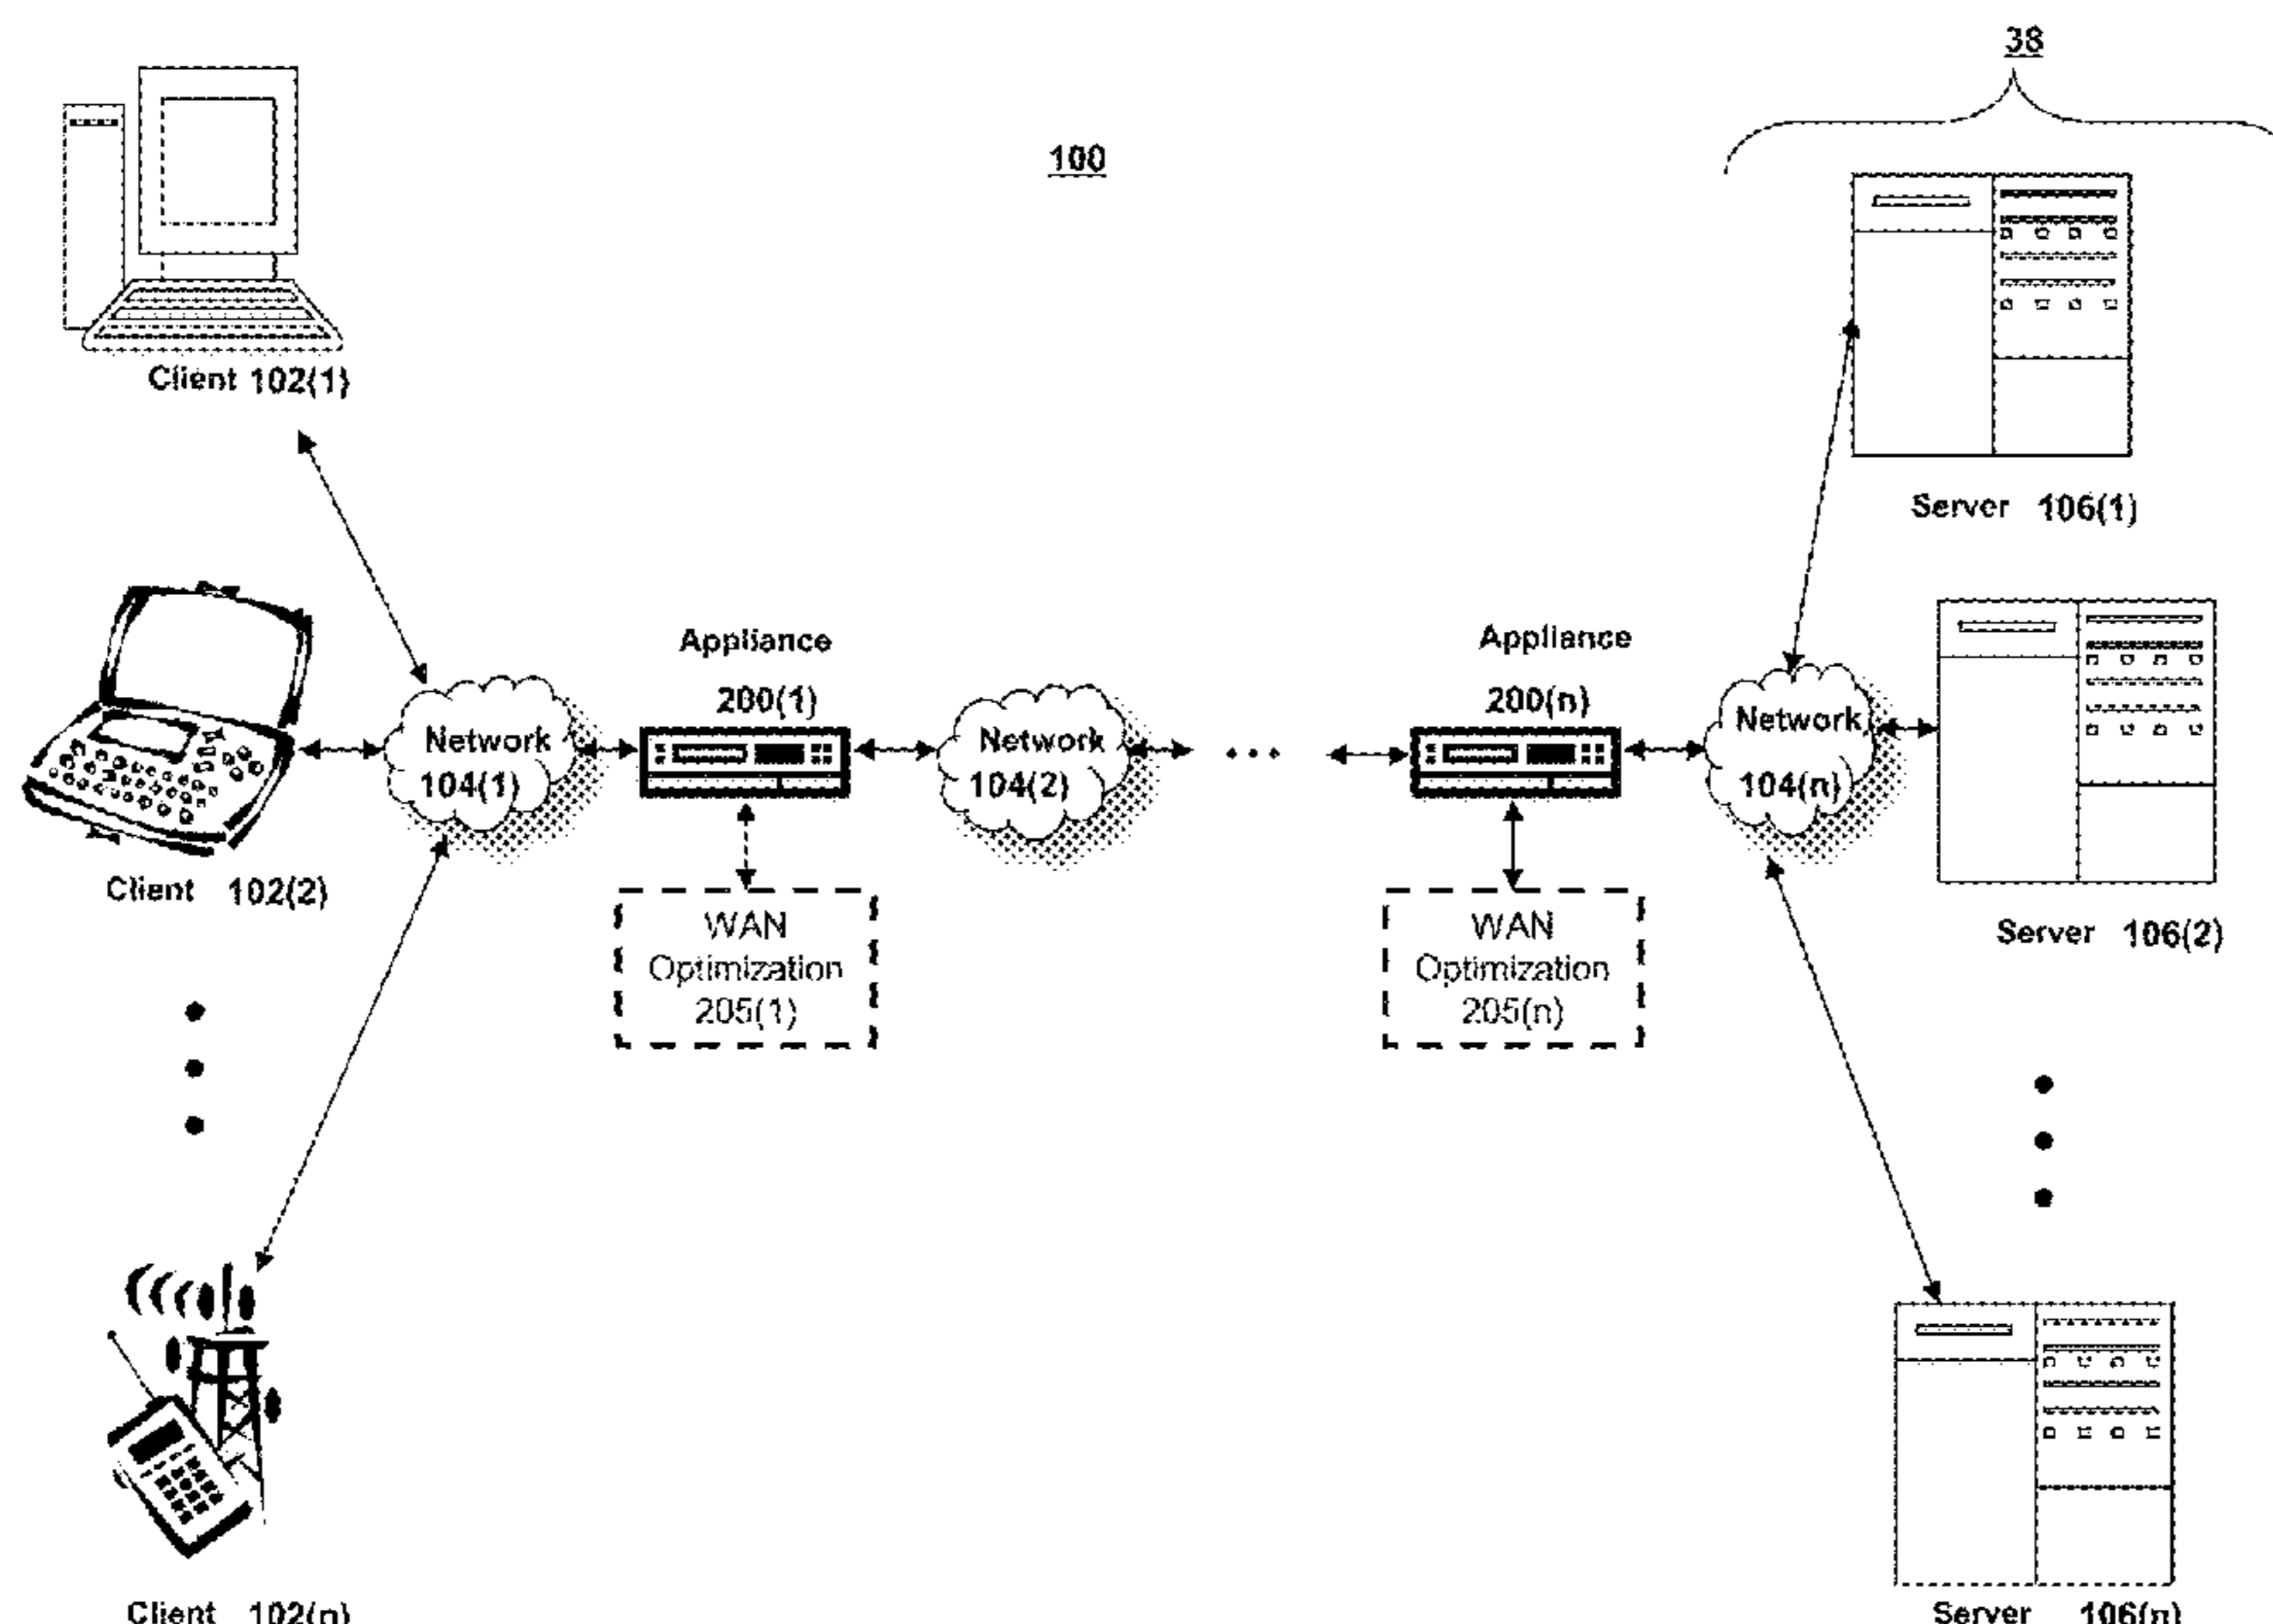 38
100
Client 102(1)
Server 106(1)
Appliance
200(1)
Appliance
200(n)
Network
104(1)
Network
104(2)
...
Network
104(n)
Client 102(2)
WAN
Optimization
205(1)
WAN
Optimization
205(n)
Server 106(2)
Client 102(n)
Server 106(n)